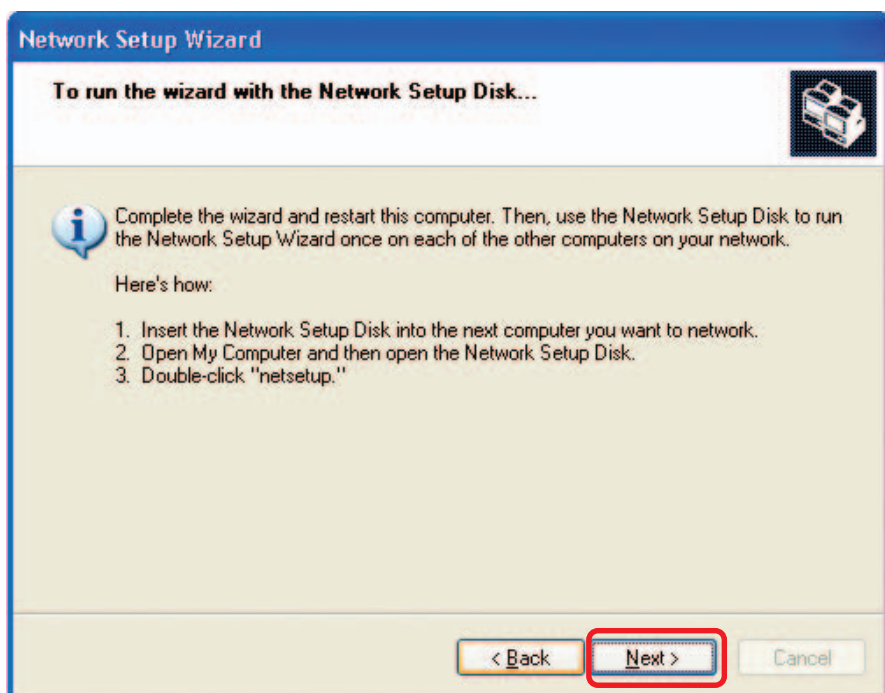 Network Setup Wizard
To run the wizard with the Network Setup Disk...
Complete the wizard and restart this computer. Then, use the Network Setup Disk to run
the Network Setup Wizard once on each of the other computers on your network.
Here's how:
1. Insert the Network Setup Disk into the next computer you want to network.
2. Open My Computer and then open the Network Setup Disk.
3. Double-click "netsetup."
< Back
Next >
Cancel